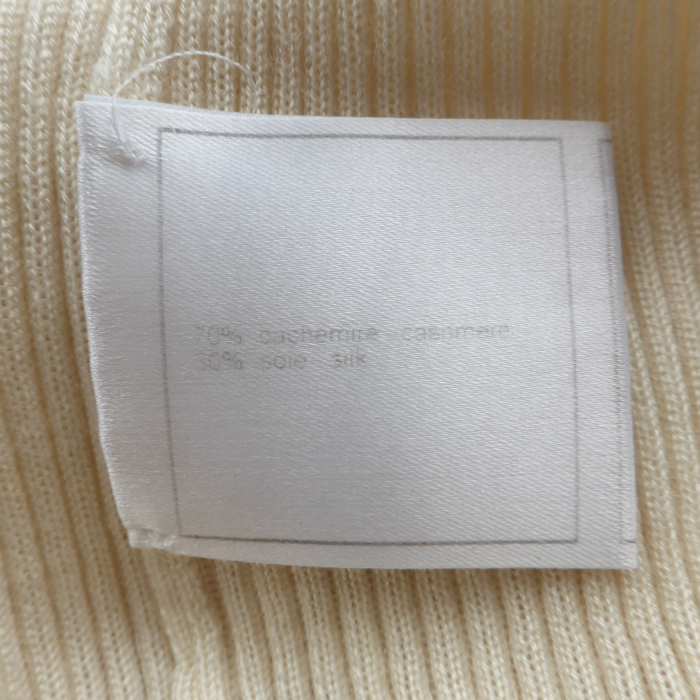 70% cachemire - cashmere
30% soie - silk